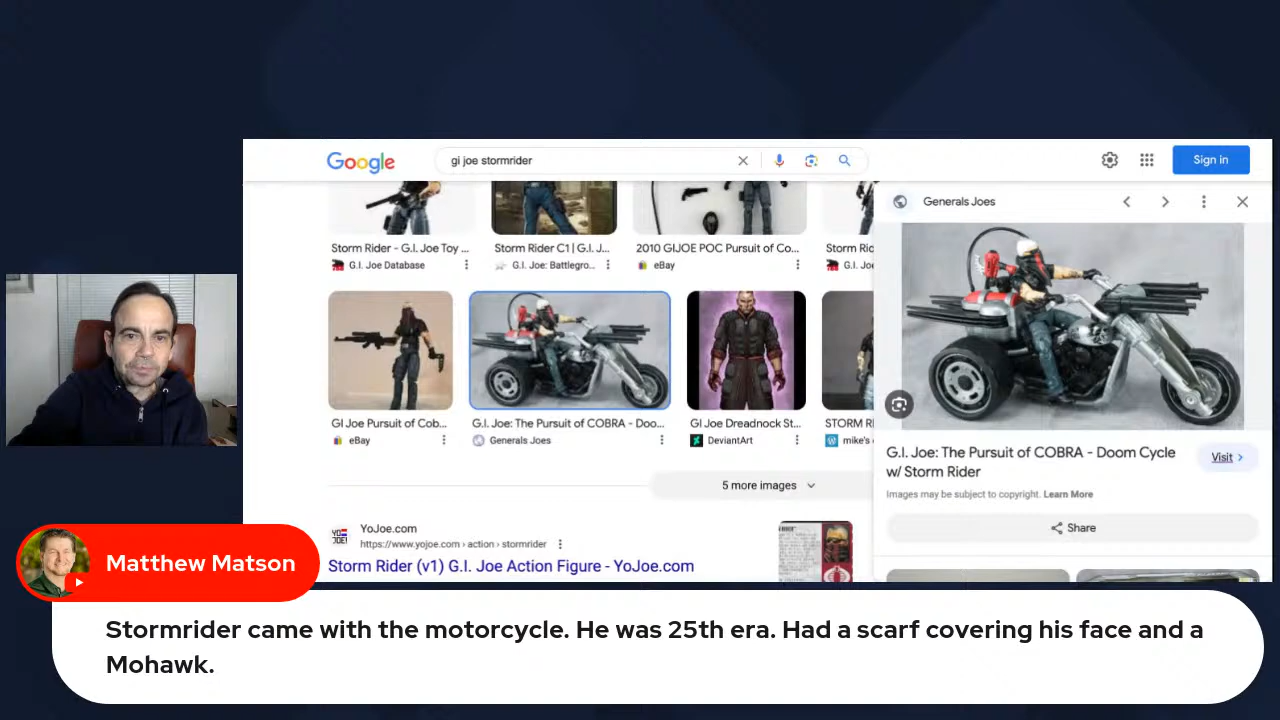 Google
gi joe stormrider
Sign in
Generals Joes
Storm Rider - G.I. Joe Toy ...
G.I. Joe Database
Storm Rider C1 | G.I. J...
G.I. Joe: Battlegro...
2010 GIJOE POC Pursuit of Co...
eBay
Storm Ric
G.I. Jo
GI Joe Pursuit of Cob...
eBay
G.I. Joe: The Pursuit of COBRA - Doo...
Generals Joes
GI Joe Dreadnock St...
DeviantArt
STORM RI
mike's
G.I. Joe: The Pursuit of COBRA - Doom Cycle
w/ Storm Rider
Visit
Images may be subject to copyright. Learn More
Share
5 more images
YO
JOE!
YoJoe.com
https://www.yojoe.com › action › stormrider
Storm Rider (v1) G.I. Joe Action Figure - YoJoe.com
Matthew Matson
Stormrider came with the motorcycle. He was 25th era. Had a scarf covering his face and a
Mohawk.